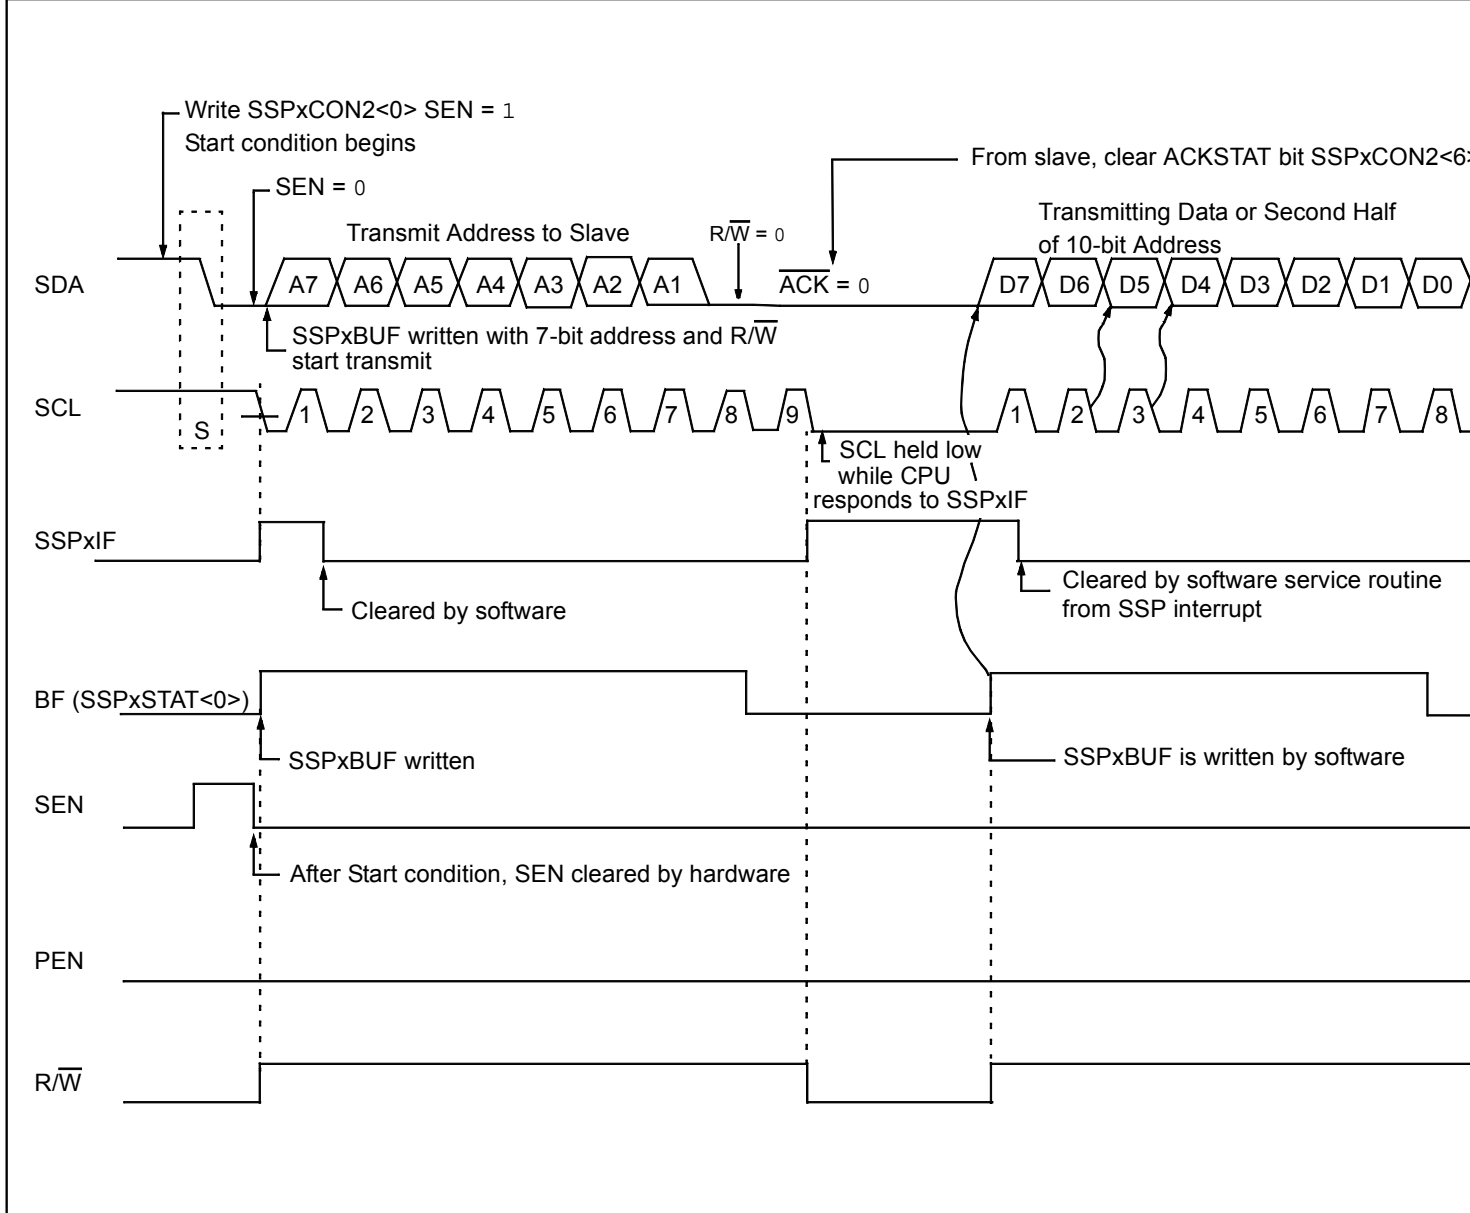 Write SSPxCON2<0> SEN = 1
Start condition begins
From slave, clear ACKSTAT bit SSPxCON2<6>
SEN = 0
Transmitting Data or Second Half
of 10-bit Address
Transmit Address to Slave
R/W̅ = 0
SDA
A7 A6 A5 A4 A3 A2 A1
A̅C̅K̅ = 0
D7 D6 D5 D4 D3 D2 D1 D0
SSPxBUF written with 7-bit address and R/W̅
start transmit
SCL
S
1 2 3 4 5 6 7 8 9
1 2 3 4 5 6 7 8
SCL held low
while CPU
responds to SSPxIF
SSPxIF
Cleared by software
Cleared by software service routine
from SSP interrupt
BF (SSPxSTAT<0>)
SSPxBUF written
SSPxBUF is written by software
SEN
After Start condition, SEN cleared by hardware
PEN
R/W̅